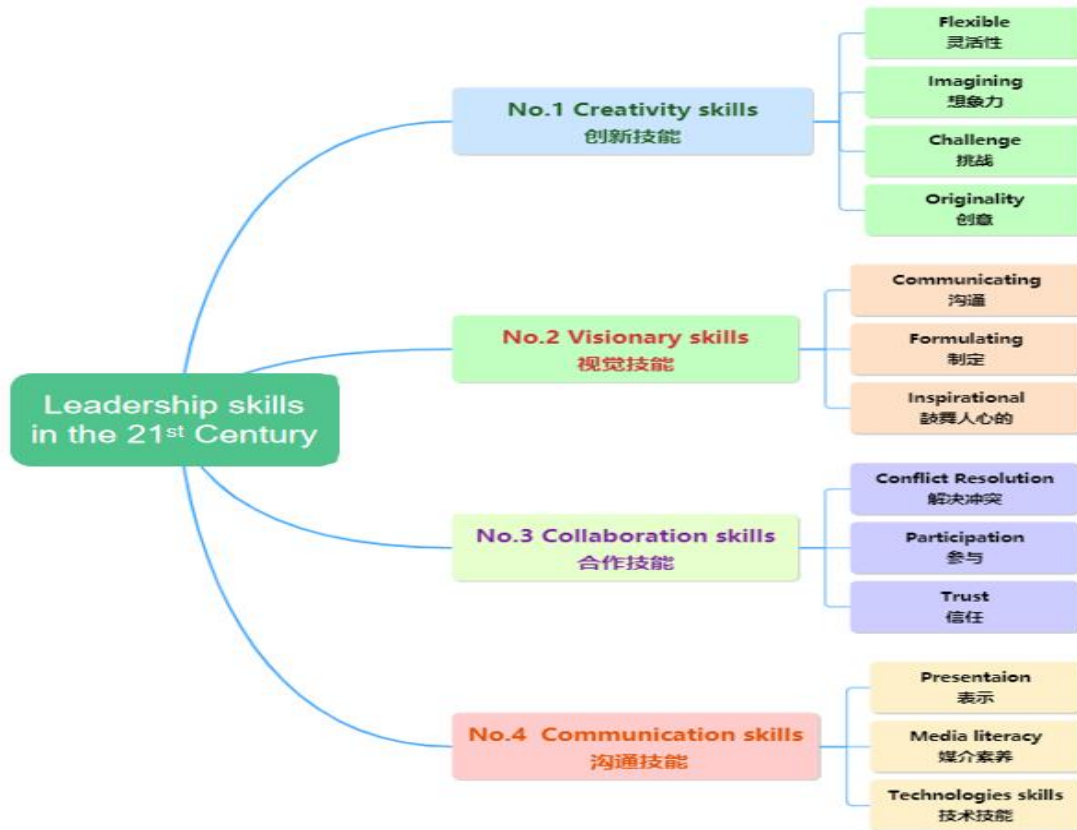 Leadership skills
in the 21st Century
No.1 Creativity skills
创新技能
Flexible
灵活性
Imagining
想象力
Challenge
挑战
Originality
创意
No.2 Visionary skills
视觉技能
Communicating
沟通
Formulating
制定
Inspirational
鼓舞人心的
No.3 Collaboration skills
合作技能
Conflict Resolution
解决冲突
Participation
参与
Trust
信任
No.4  Communication skills
沟通技能
Presentaion
表示
Media literacy
媒介素养
Technologies skills
技术技能